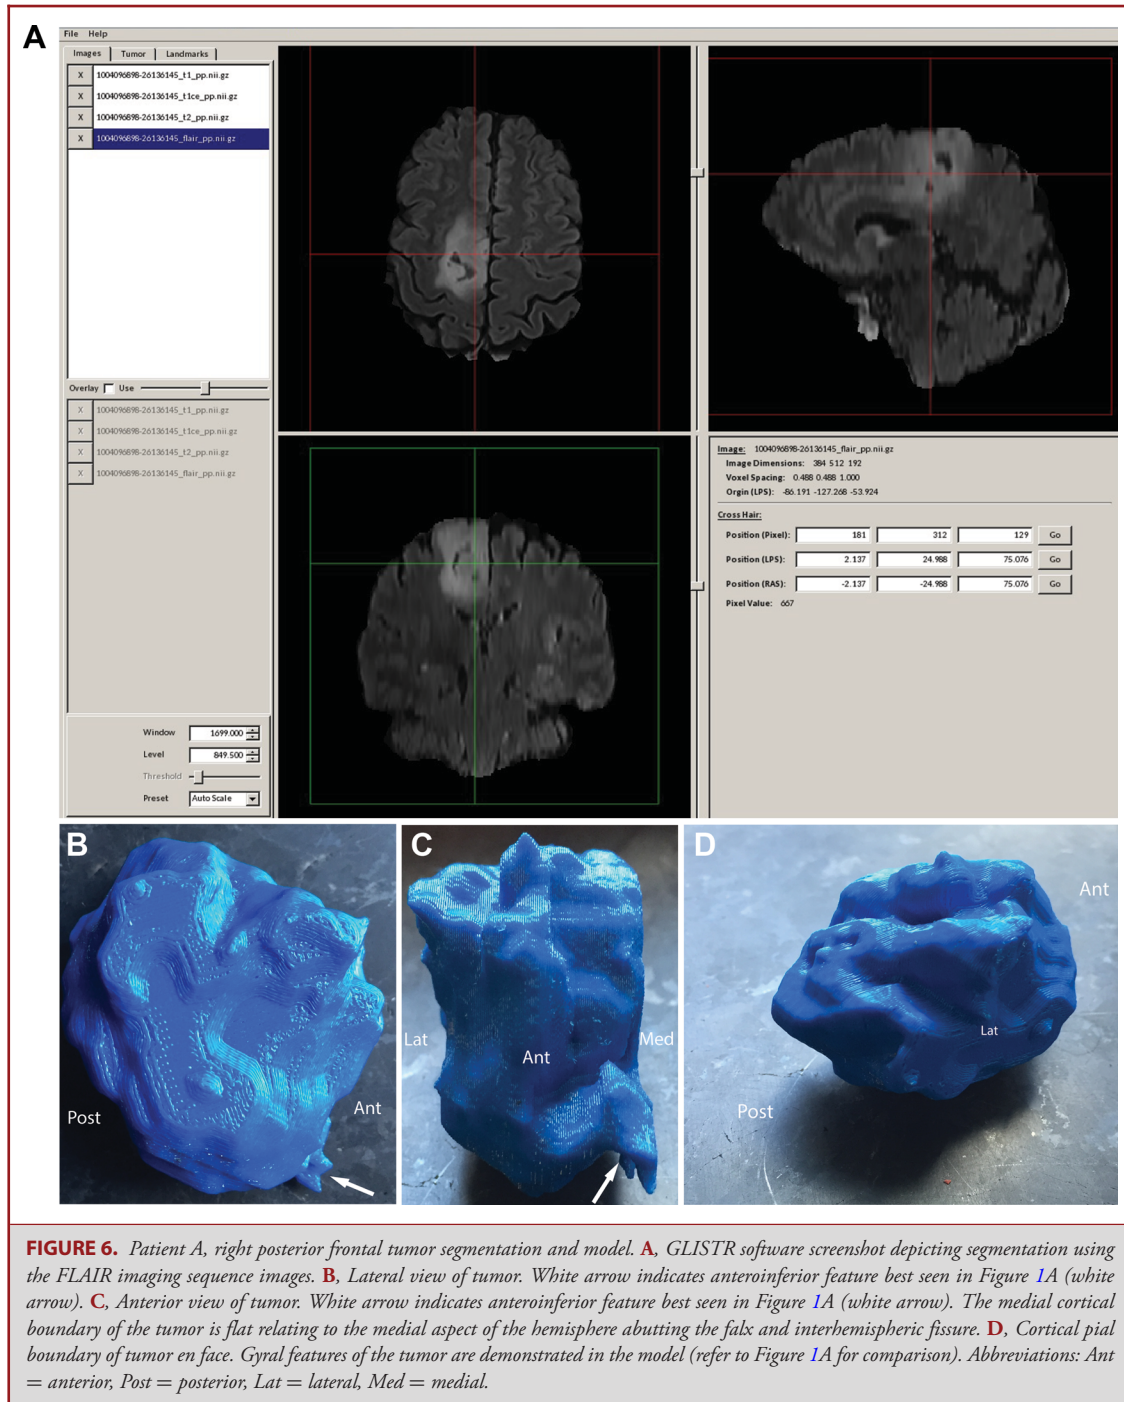 A
File Help
Images Tumor Landmarks
X 1004096898-26136145_t1_pp.nii.gz
X 1004096898-26136145_t1ce_pp.nii.gz
X 1004096898-26136145_t2_pp.nii.gz
X 1004096898-26136145_flair_pp.nii.gz
Overlay Use
X 1004096898-26136145_t1_pp.nii.gz
X 1004096898-26136145_t1ce_pp.nii.gz
X 1004096898-26136145_t2_pp.nii.gz
X 1004096898-26136145_flair_pp.nii.gz
Window 1699.000
Level 849.500
Threshold
Preset Auto Scale
Image: 1004096898-26136145_flair_pp.nii.gz
Image Dimensions: 384 512 192
Voxel Spacing: 0.488 0.488 1.000
Orgin (LPS): -86.191 -127.268 -53.924
Cross Hair:
Position (Pixel): 181 312 129 Go
Position (LPS): 2.137 24.988 75.076 Go
Position (RAS): -2.137 -24.988 75.076 Go
Pixel Value: 667
B
Post
Ant
C
Lat
Ant
Med
D
Ant
Lat
Post
FIGURE 6. Patient A, right posterior frontal tumor segmentation and model. A, GLISTR software screenshot depicting segmentation using
the FLAIR imaging sequence images. B, Lateral view of tumor. White arrow indicates anteroinferior feature best seen in Figure 1A (white
arrow). C, Anterior view of tumor. White arrow indicates anteroinferior feature best seen in Figure 1A (white arrow). The medial cortical
boundary of the tumor is flat relating to the medial aspect of the hemisphere abutting the falx and interhemispheric fissure. D, Cortical pial
boundary of tumor en face. Gyral features of the tumor are demonstrated in the model (refer to Figure 1A for comparison). Abbreviations: Ant
= anterior, Post = posterior, Lat = lateral, Med = medial.